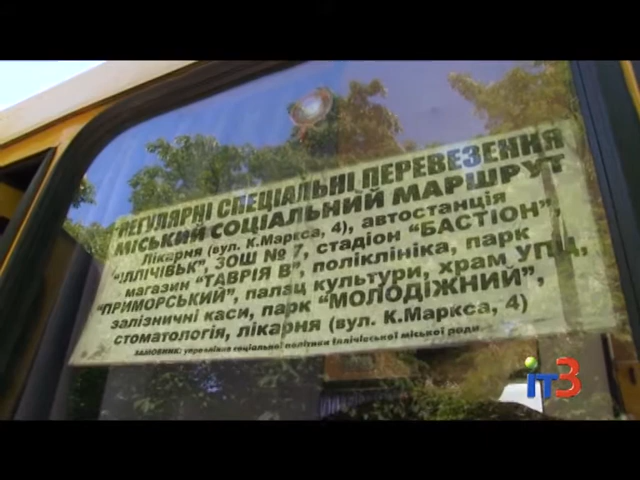 РЕГУЛЯРНІ СПЕЦІАЛЬНІ ПЕРЕВЕЗЕННЯ
МІСЬКИЙ СОЦІАЛЬНИЙ МАРШРУТ
Лікарня (вул. К.Маркса, 4), автостанція
"ІЛЛІЧІВЬК", ЗОШ № 7, стадіон "БАСТІОН",
магазин "ТАВРІЯ В", поліклініка, парк
"ПРИМОРСЬКИЙ", палац культури, храм УПЦ,
залізничні каси, парк "МОЛОДІЖНИЙ",
стоматологія, лікарня (вул. К.Маркса, 4)
ЗАМОВНИК: управління соціальної політики Іллічівської міської ради
іт3